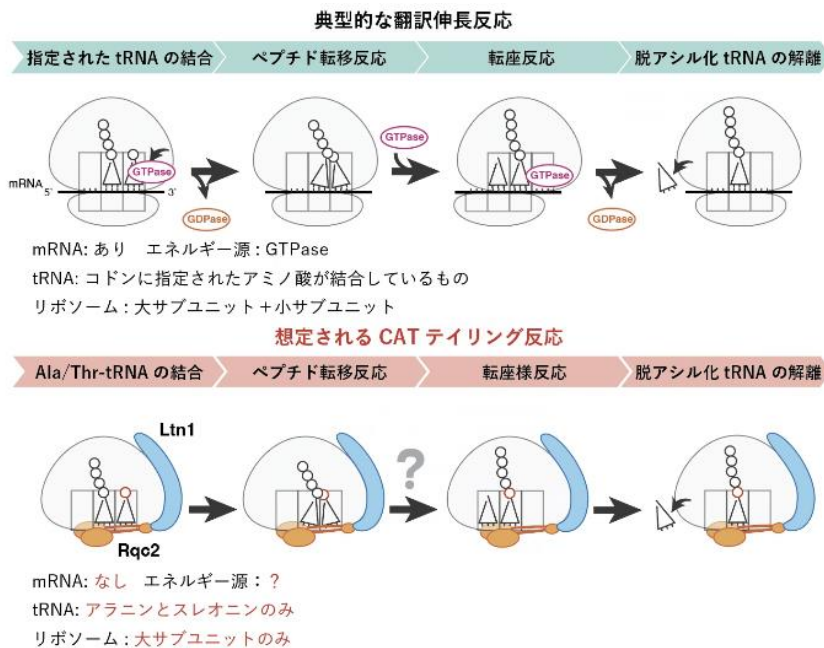 典型的な翻訳伸長反応
指定された tRNA の結合 ペプチド転移反応 転座反応 脱アシル化 tRNA の解離
GTPase
mRNA 5' 3' GTPase GTPase
GDPase GDPase
mRNA: あり エネルギー源 : GTPase
tRNA: コドンに指定されたアミノ酸が結合しているもの
リボソーム : 大サブユニット + 小サブユニット
想定される CAT テイリング反応
Ala/Thr-tRNA の結合 ペプチド転移反応 転座様反応 脱アシル化 tRNA の解離
Ltn1
?
Rqc2
mRNA: なし エネルギー源 : ?
tRNA: アラニンとスレオニンのみ
リボソーム : 大サブユニットのみ